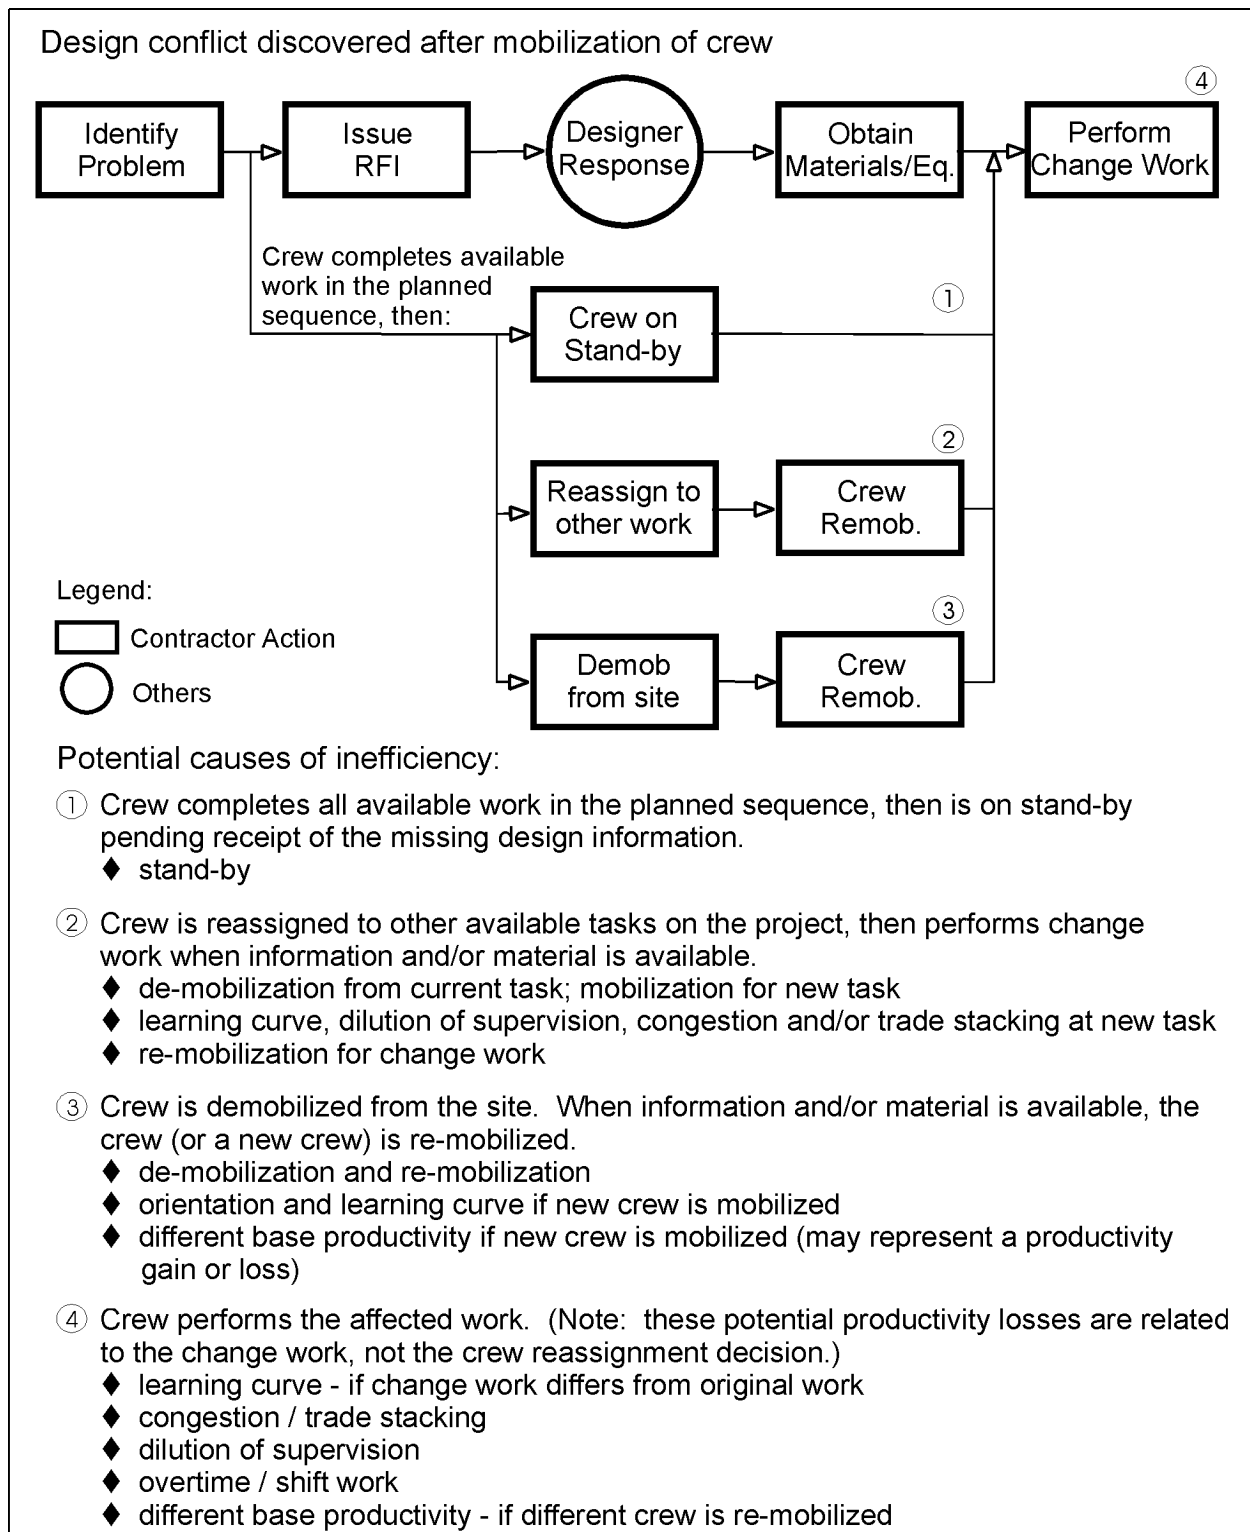 Design conflict discovered after mobilization of crew
④
Identify
Problem
Issue
RFI
Designer
Response
Obtain
Materials/Eq.
Perform
Change Work
Crew completes available
work in the planned
sequence, then:
①
Crew on
Stand-by
②
Reassign to
other work
Crew
Remob.
Legend:
Contractor Action
Others
③
Demob
from site
Crew
Remob.
Potential causes of inefficiency:
① Crew completes all available work in the planned sequence, then is on stand-by
pending receipt of the missing design information.
♦ stand-by
② Crew is reassigned to other available tasks on the project, then performs change
work when information and/or material is available.
♦ de-mobilization from current task; mobilization for new task
♦ learning curve, dilution of supervision, congestion and/or trade stacking at new task
♦ re-mobilization for change work
③ Crew is demobilized from the site.  When information and/or material is available, the
crew (or a new crew) is re-mobilized.
♦ de-mobilization and re-mobilization
♦ orientation and learning curve if new crew is mobilized
♦ different base productivity if new crew is mobilized (may represent a productivity
gain or loss)
④ Crew performs the affected work.  (Note:  these potential productivity losses are related
to the change work, not the crew reassignment decision.)
♦ learning curve - if change work differs from original work
♦ congestion / trade stacking
♦ dilution of supervision
♦ overtime / shift work
♦ different base productivity - if different crew is re-mobilized